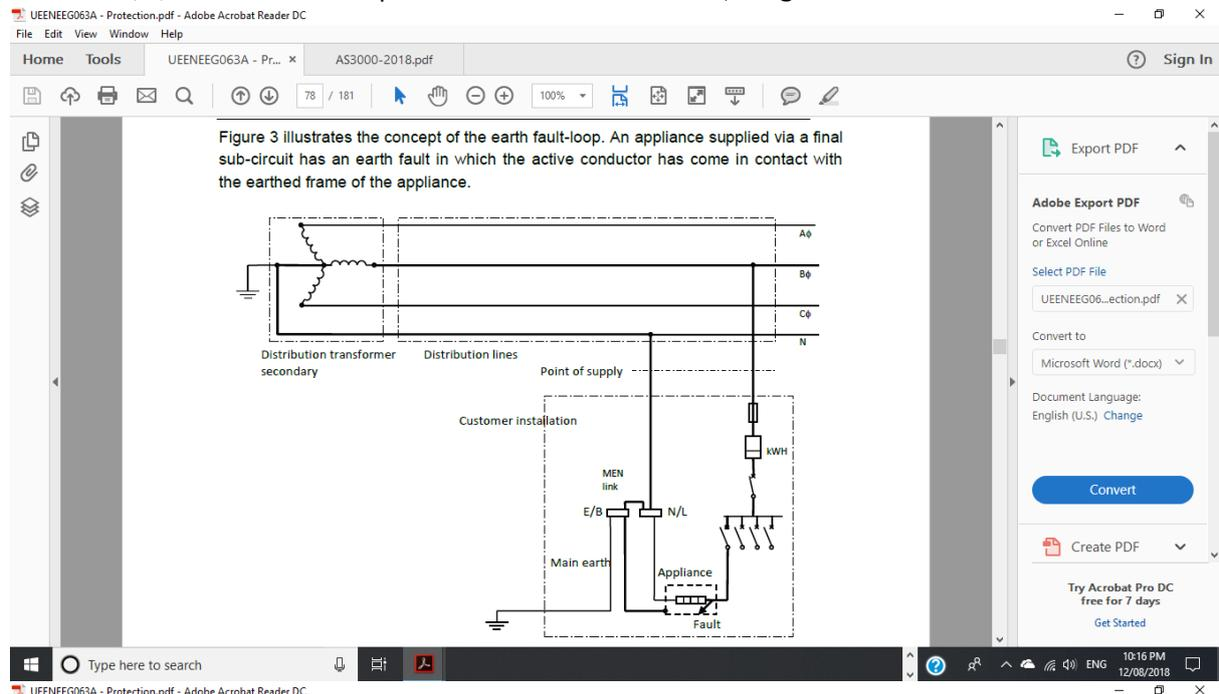 UEENEEG063A - Protection.pdf - Adobe Acrobat Reader DC
File Edit View Window Help
Home Tools UEENEEG063A - Pr... × AS3000-2018.pdf Sign In
78 / 181 100%
Figure 3 illustrates the concept of the earth fault-loop. An appliance supplied via a final
sub-circuit has an earth fault in which the active conductor has come in contact with
the earthed frame of the appliance.
Aϕ
Bϕ
Cϕ
N
Distribution transformer
secondary
Distribution lines
Point of supply
Customer installation
kWH
MEN
link
E/B
N/L
Main earth
Appliance
Fault
Export PDF
Adobe Export PDF
Convert PDF Files to Word
or Excel Online
Select PDF File
UEENEEG06...ection.pdf
Convert to
Microsoft Word (*.docx)
Document Language:
English (U.S.) Change
Convert
Create PDF
Try Acrobat Pro DC
free for 7 days
Get Started
Type here to search
ENG
10:16 PM
12/08/2018
UEENEEG063A - Protection.pdf - Adobe Acrobat Reader DC